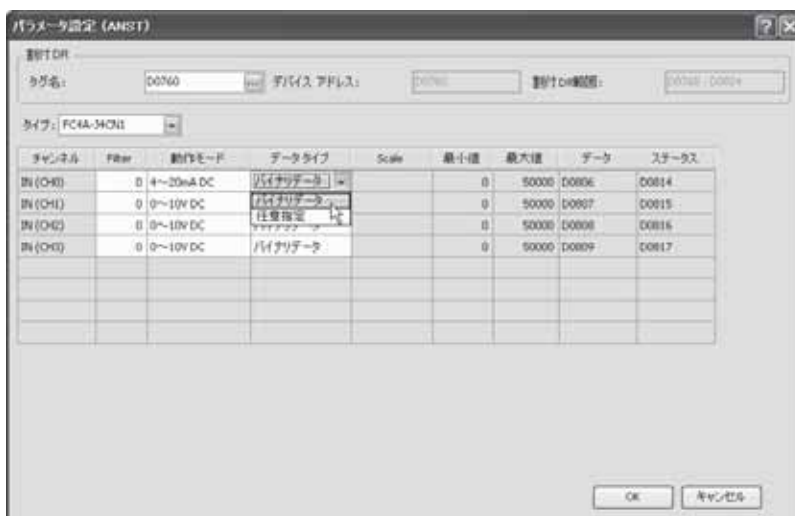 パラメータ設定 (ANST)
割付DR
タグ名: D0760 ... デバイス アドレス: D0760 割付DR範囲:
タイプ: FC4A-J4CN1
チャンネル Filter 動作モード データタイプ Scale 最小値 最大値 データ ステータス
IN (CH0) 0 4～20mA DC バイナリデータ 0 50000 D0806 D0814
IN (CH1) 0 0～10V DC バイナリデータ 0 50000 D0807 D0815
任意指定
IN (CH2) 0 0～10V DC 0 50000 D0808 D0816
IN (CH3) 0 0～10V DC バイナリデータ 0 50000 D0809 D0817
OK キャンセル